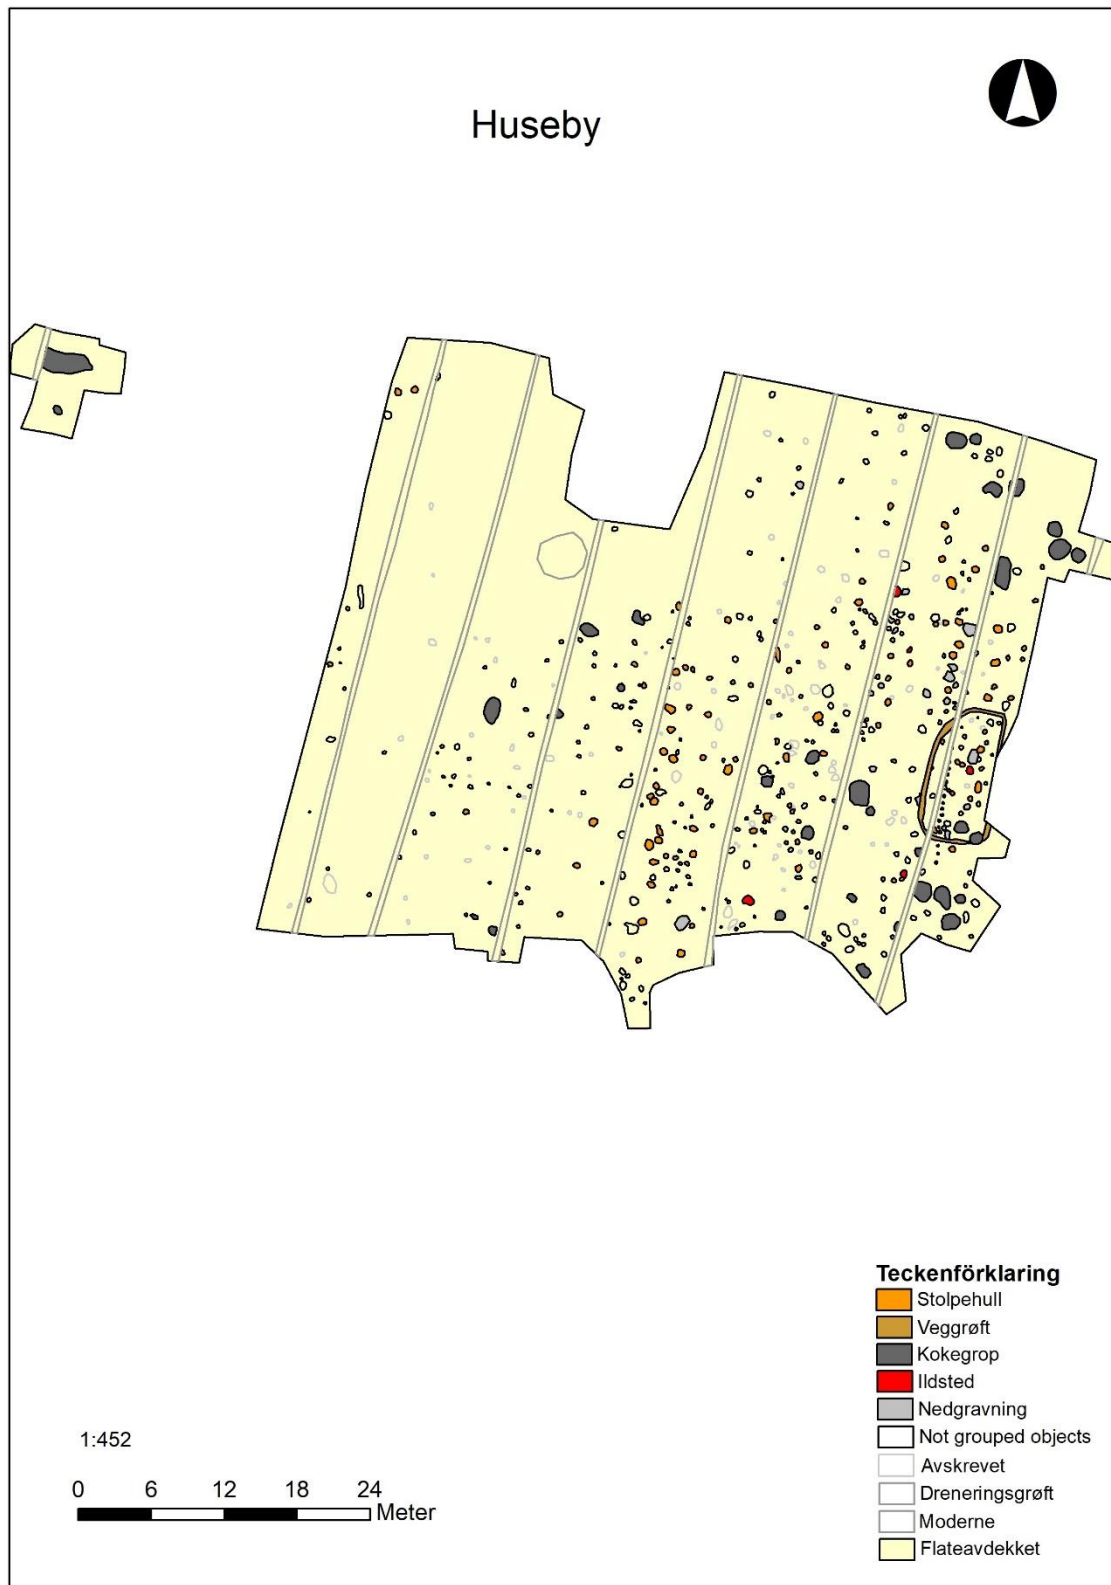 Huseby
Teckenförklaring
Stolpehull
Veggrøft
Kokegrop
Ildsted
Nedgravning
Not grouped objects
Avskrevet
Dreneringsgrøft
Moderne
Flateavdekket
1:452
0 6 12 18 24
Meter